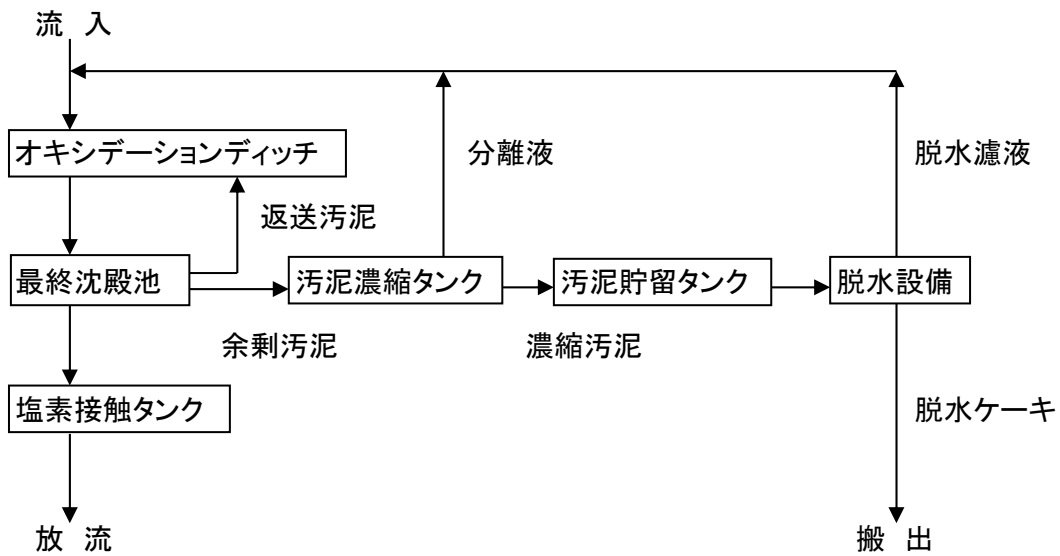 流 入
オキシデーションディッチ
分離液
脱水濾液
返送汚泥
最終沈殿池
汚泥濃縮タンク
汚泥貯留タンク
脱水設備
余剰汚泥
濃縮汚泥
塩素接触タンク
脱水ケーキ
放 流
搬 出